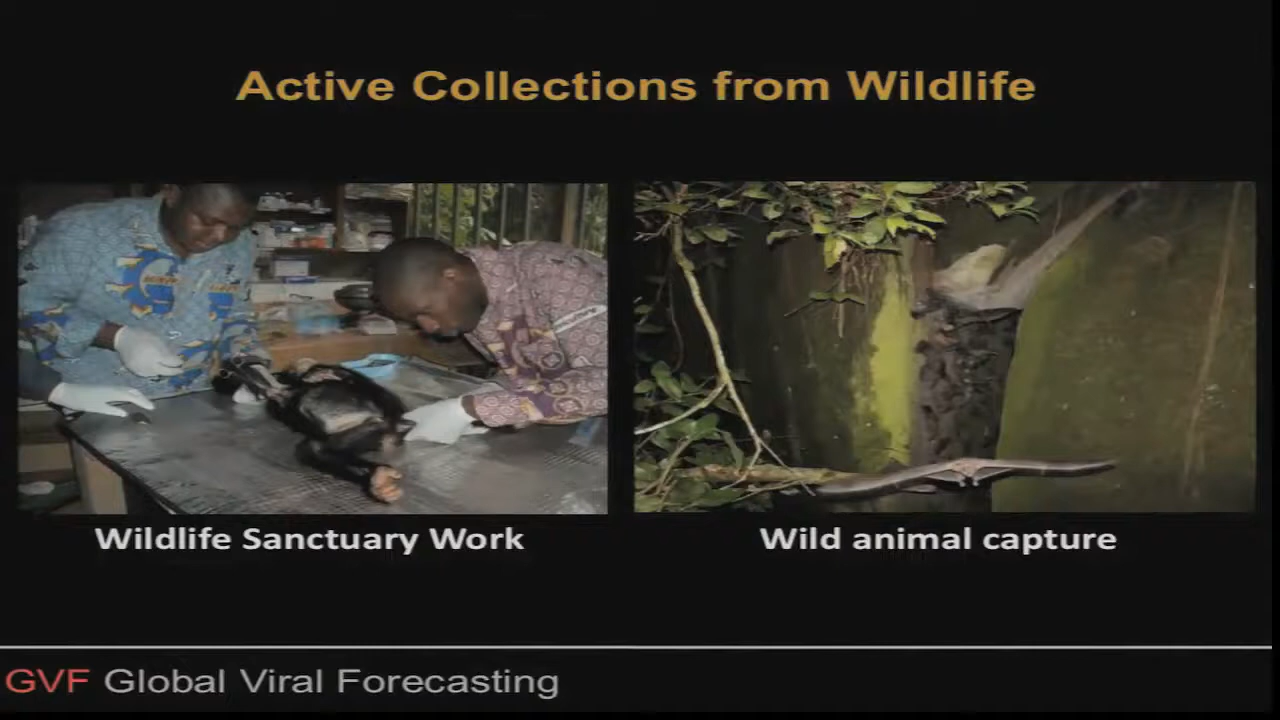 Active Collections from Wildlife
Wildlife Sanctuary Work
Wild animal capture
GVF Global Viral Forecasting